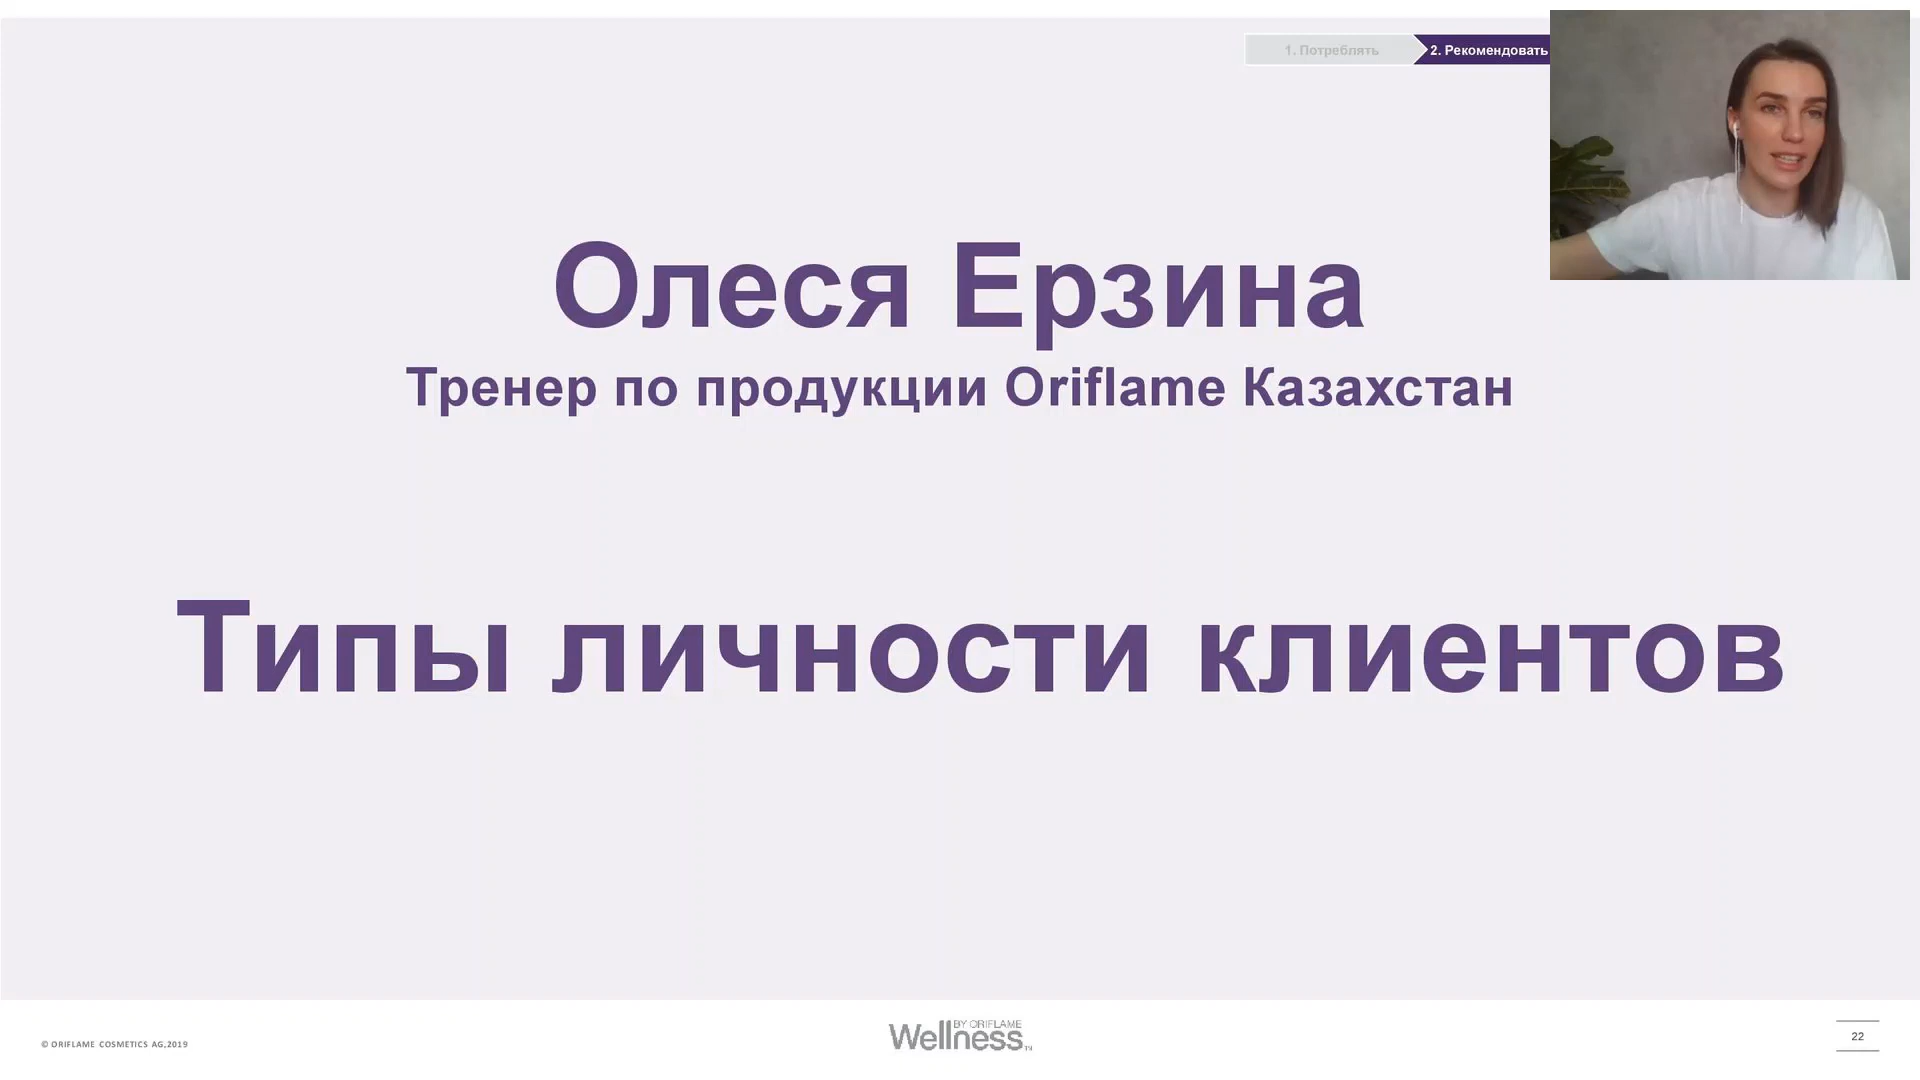 1. Потреблять
2. Рекомендовать
Олеся Ерзина
Тренер по продукции Oriflame Казахстан
Типы личности клиентов
© ORIFLAME COSMETICS AG,2019
BY ORIFLAME
Wellness™
22